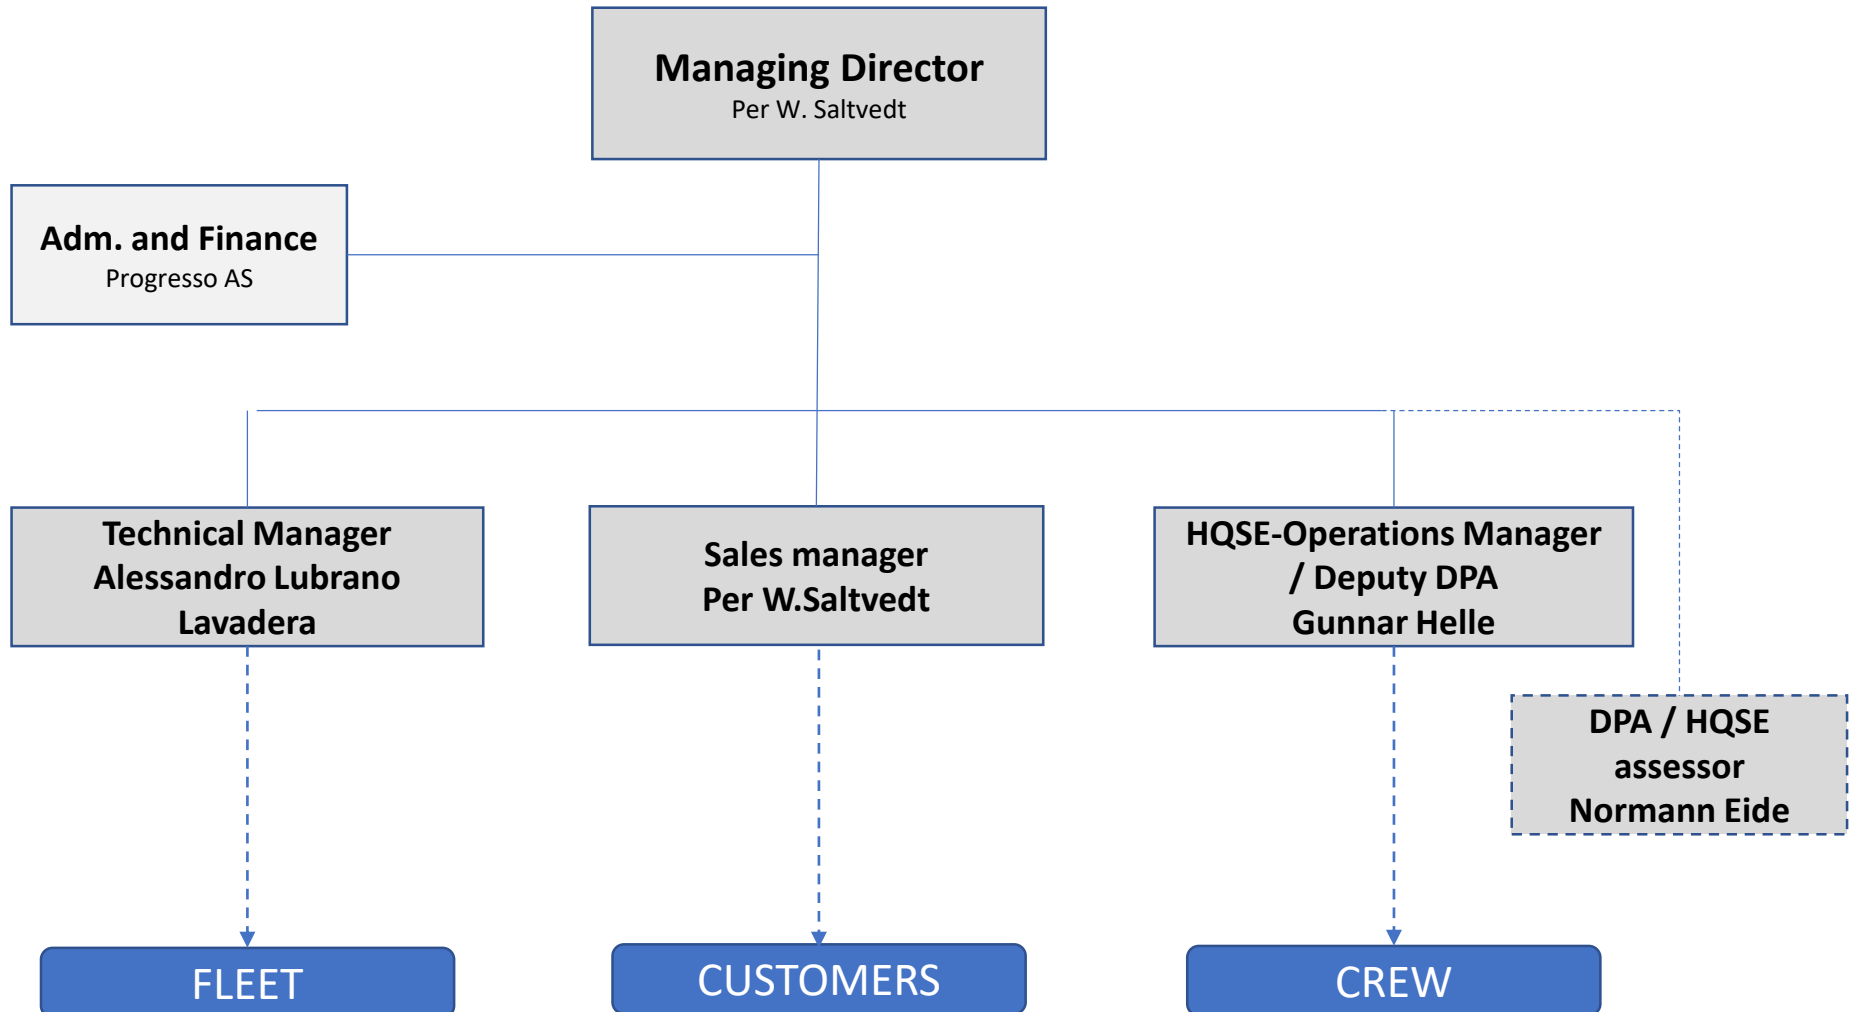 Managing Director
Per W. Saltvedt
Adm. and Finance
Progresso AS
Technical Manager
Alessandro Lubrano
Lavadera
Sales manager
Per W.Saltvedt
HQSE-Operations Manager
/ Deputy DPA
Gunnar Helle
DPA / HQSE
assessor
Normann Eide
FLEET
CUSTOMERS
CREW